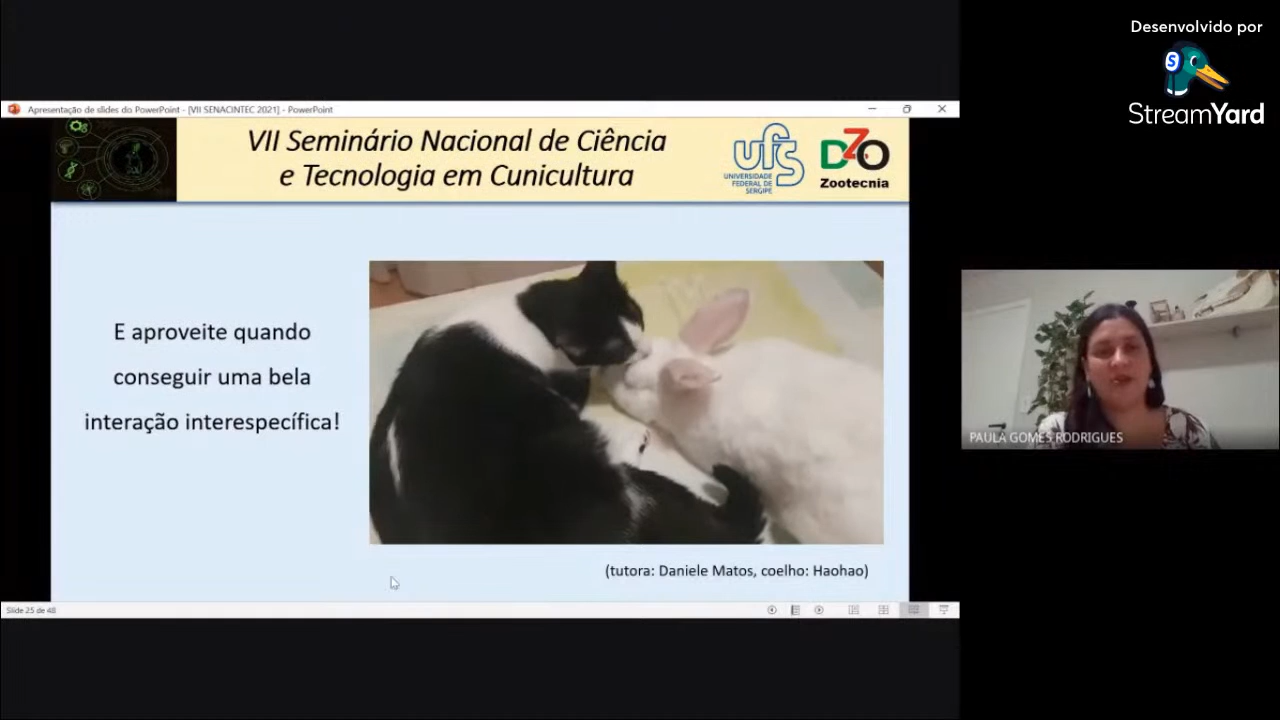 Desenvolvido por
StreamYard
Apresentação de slides do PowerPoint - [VII SENACINTEC 2021] - PowerPoint
VII Seminário Nacional de Ciência
e Tecnologia em Cunicultura
ufs
UNIVERSIDADE
FEDERAL DE
SERGIPE
DZO
Zootecnia
E aproveite quando
conseguir uma bela
interação interespecífica!
(tutora: Daniele Matos, coelho: Haohao)
PAULA GOMES RODRIGUES
Slide 25 de 48